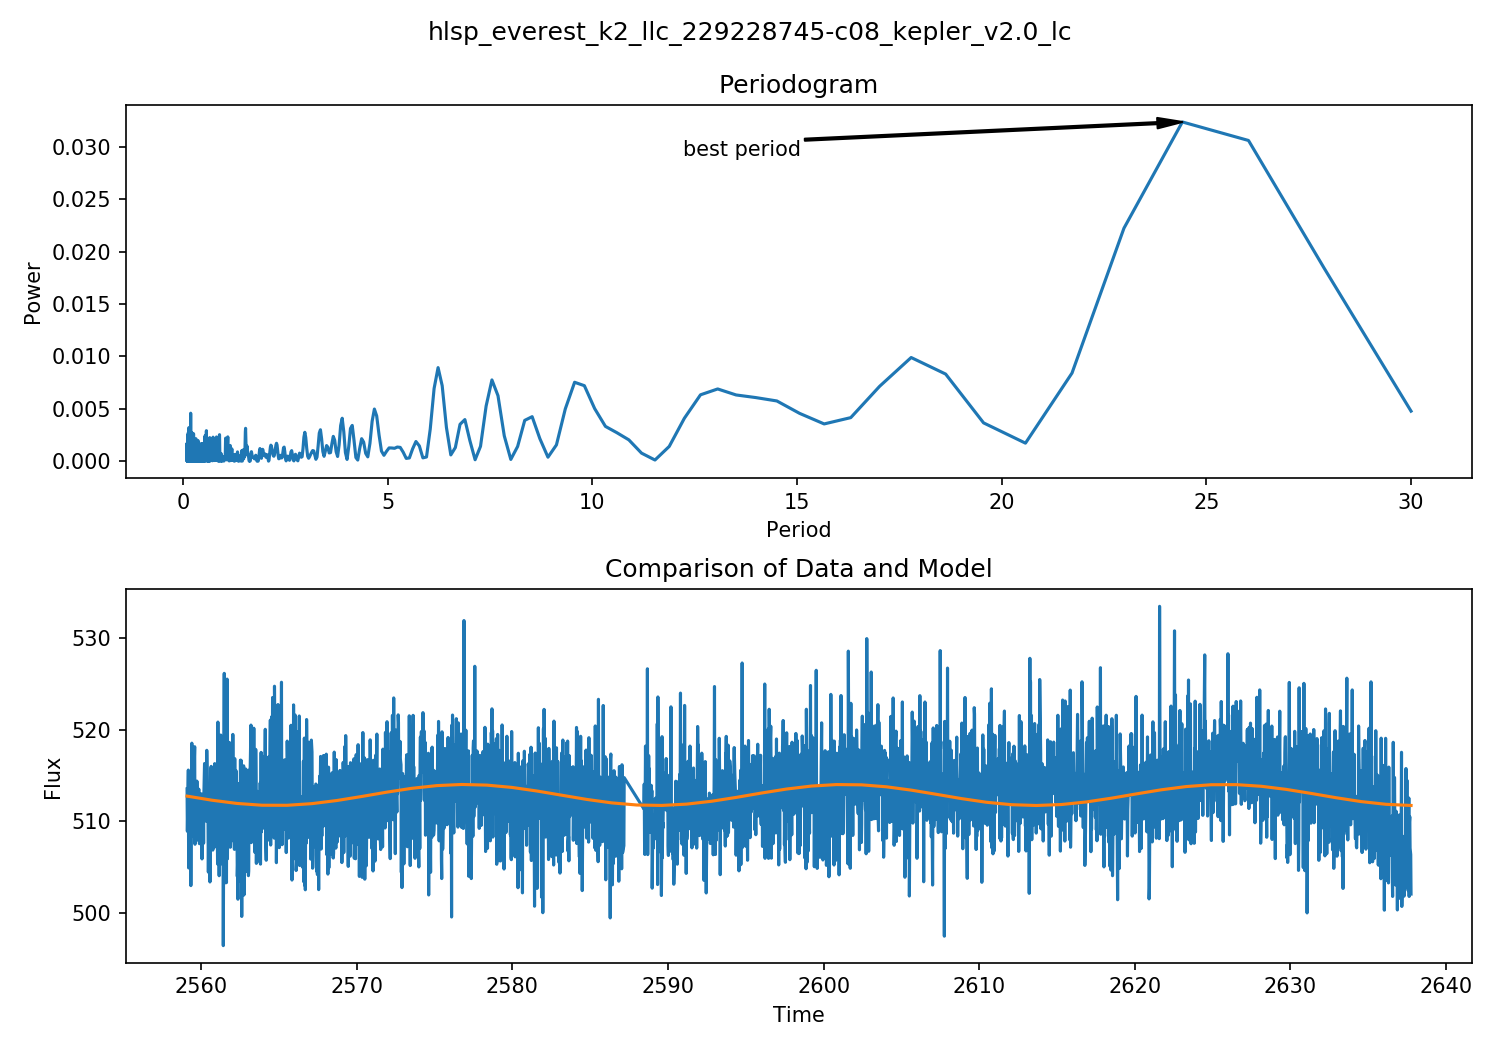 hlsp_everest_k2_llc_229228745-c08_kepler_v2.0_lc
Periodogram
best period
0.030
0.025
0.020
0.015
0.010
0.005
0.000
Power
0 5 10 15 20 25 30
Period
Comparison of Data and Model
530
520
510
500
Flux
2560 2570 2580 2590 2600 2610 2620 2630 2640
Time